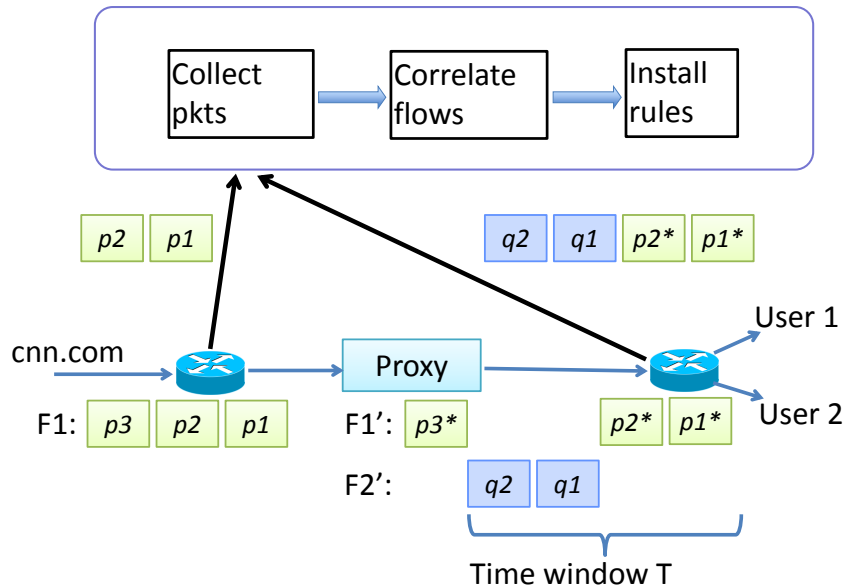 Collect
pkts
Correlate
flows
Install
rules
p2 p1
q2 q1 p2* p1*
User 1
cnn.com
Proxy
User 2
F1: p3 p2 p1
F1’: p3*
p2* p1*
F2’: q2 q1
Time window T